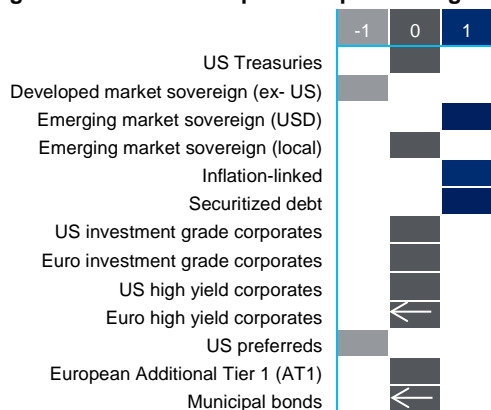 -1 0 1
US Treasuries
Developed market sovereign (ex- US)
Emerging market sovereign (USD)
Emerging market sovereign (local)
Inflation-linked
Securitized debt
US investment grade corporates
Euro investment grade corporates
US high yield corporates
Euro high yield corporates
US preferreds
European Additional Tier 1 (AT1)
Municipal bonds